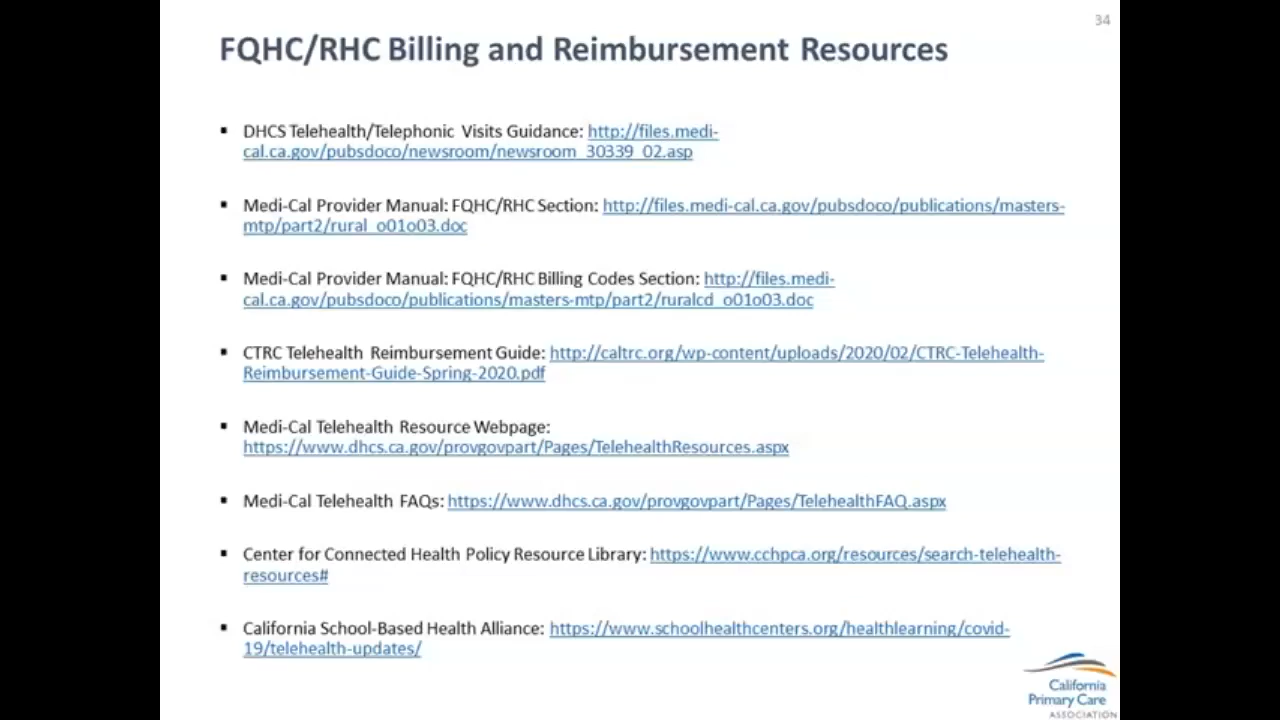 34
FQHC/RHC Billing and Reimbursement Resources
▪ DHCS Telehealth/Telephonic Visits Guidance: http://files.medi-
cal.ca.gov/pubsdoco/newsroom/newsroom_30339_02.asp
▪ Medi-Cal Provider Manual: FQHC/RHC Section: http://files.medi-cal.ca.gov/pubsdoco/publications/masters-
mtp/part2/rural_o01o03.doc
▪ Medi-Cal Provider Manual: FQHC/RHC Billing Codes Section: http://files.medi-
cal.ca.gov/pubsdoco/publications/masters-mtp/part2/ruralcd_o01o03.doc
▪ CTRC Telehealth Reimbursement Guide: http://caltrc.org/wp-content/uploads/2020/02/CTRC-Telehealth-
Reimbursement-Guide-Spring-2020.pdf
▪ Medi-Cal Telehealth Resource Webpage:
https://www.dhcs.ca.gov/provgovpart/Pages/TelehealthResources.aspx
▪ Medi-Cal Telehealth FAQs: https://www.dhcs.ca.gov/provgovpart/Pages/TelehealthFAQ.aspx
▪ Center for Connected Health Policy Resource Library: https://www.cchpca.org/resources/search-telehealth-
resources#
▪ California School-Based Health Alliance: https://www.schoolhealthcenters.org/healthlearning/covid-
19/telehealth-updates/
California
Primary Care
ASSOCIATION